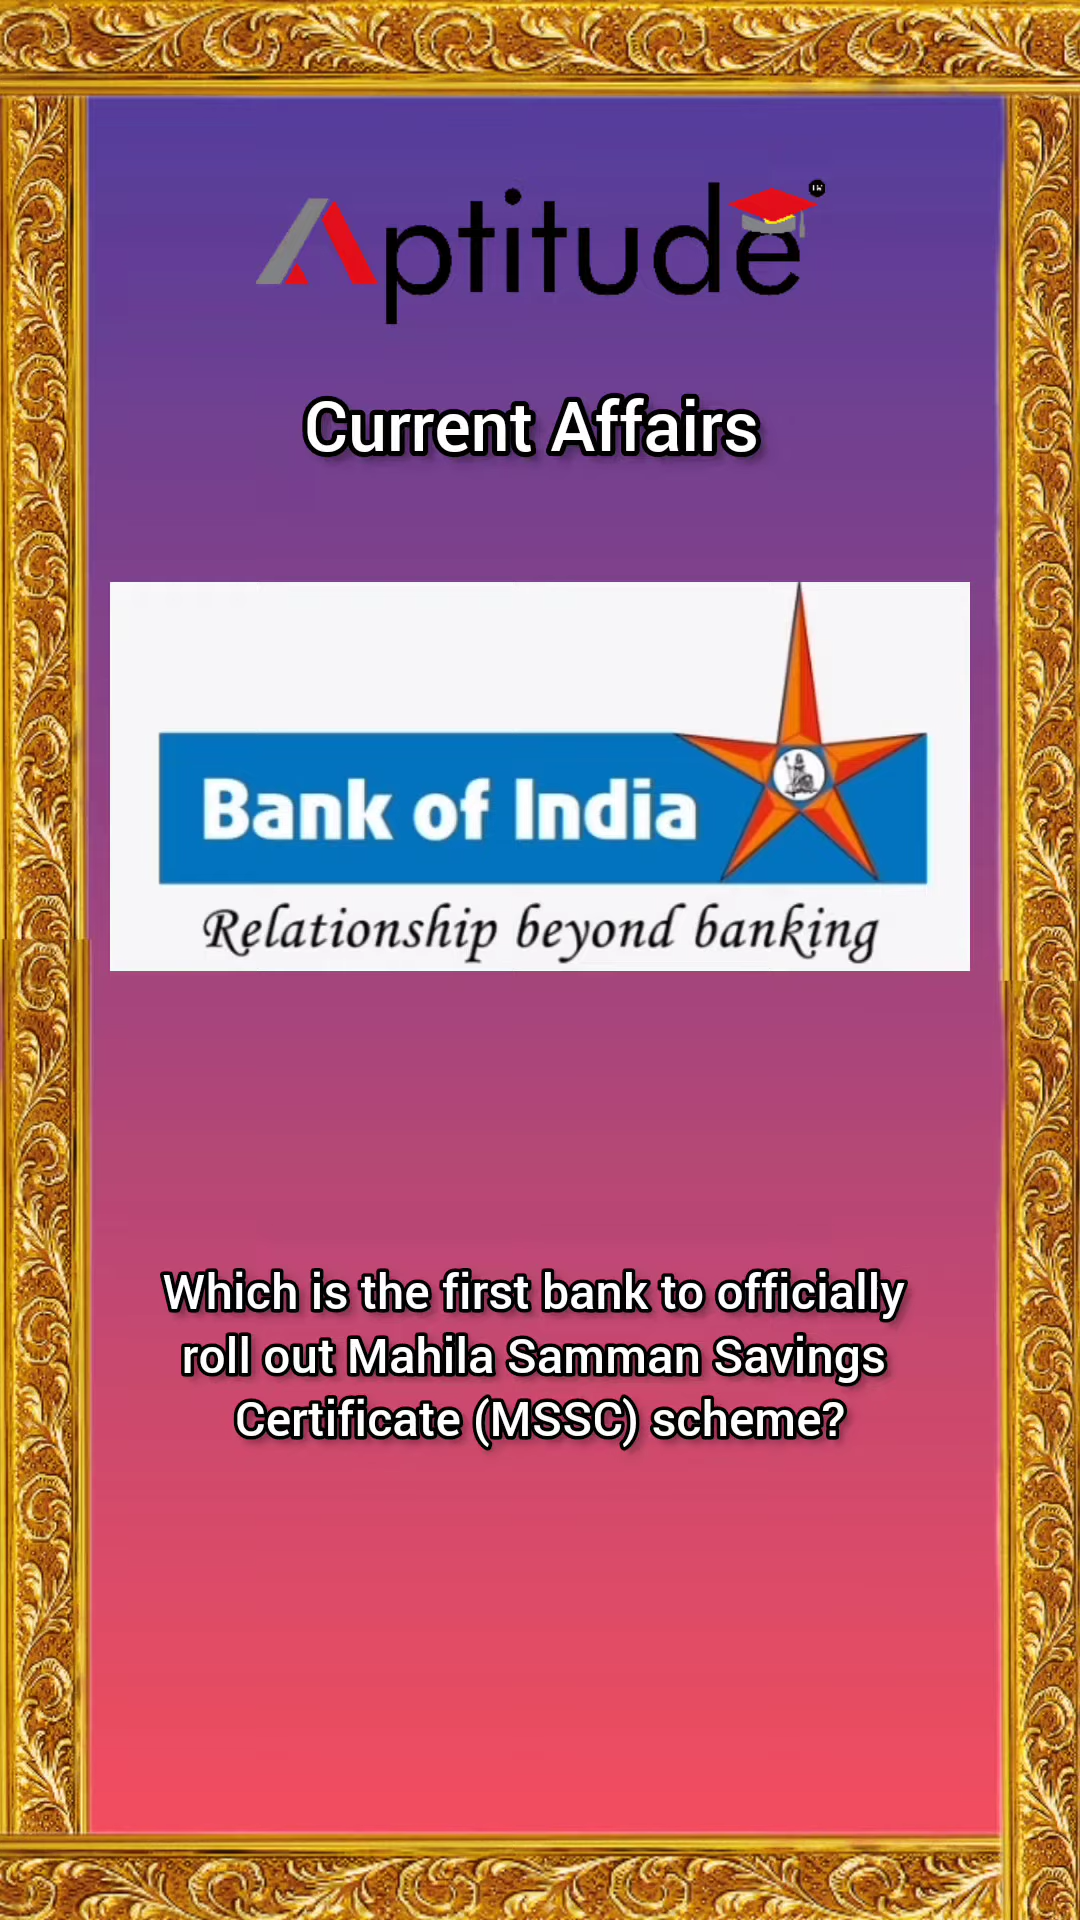 Aptitude
Current Affairs
Bank of India
Relationship beyond banking
Which is the first bank to officially
roll out Mahila Samman Savings
Certificate (MSSC) scheme?